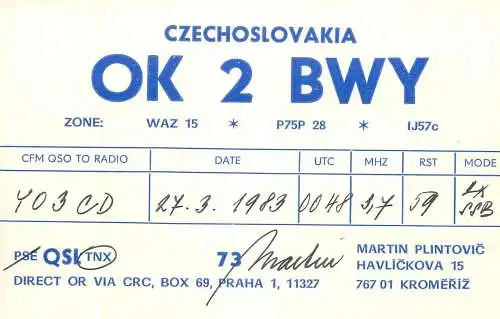 CZECHOSLOVAKIA
OK 2 BWY
ZONE: WAZ 15 * P75P 28 * IJ57c
CFM QSO TO RADIO DATE UTC MHZ RST MODE
YO3CD 27.3.1983 0048 3,7 59 2x SSB
PSE QSL TNX 73 Martin MARTIN PLINTOVIČ
HAVLÍČKOVA 15
DIRECT OR VIA CRC, BOX 69, PRAHA 1, 11327 767 01 KROMĚŘÍŽ